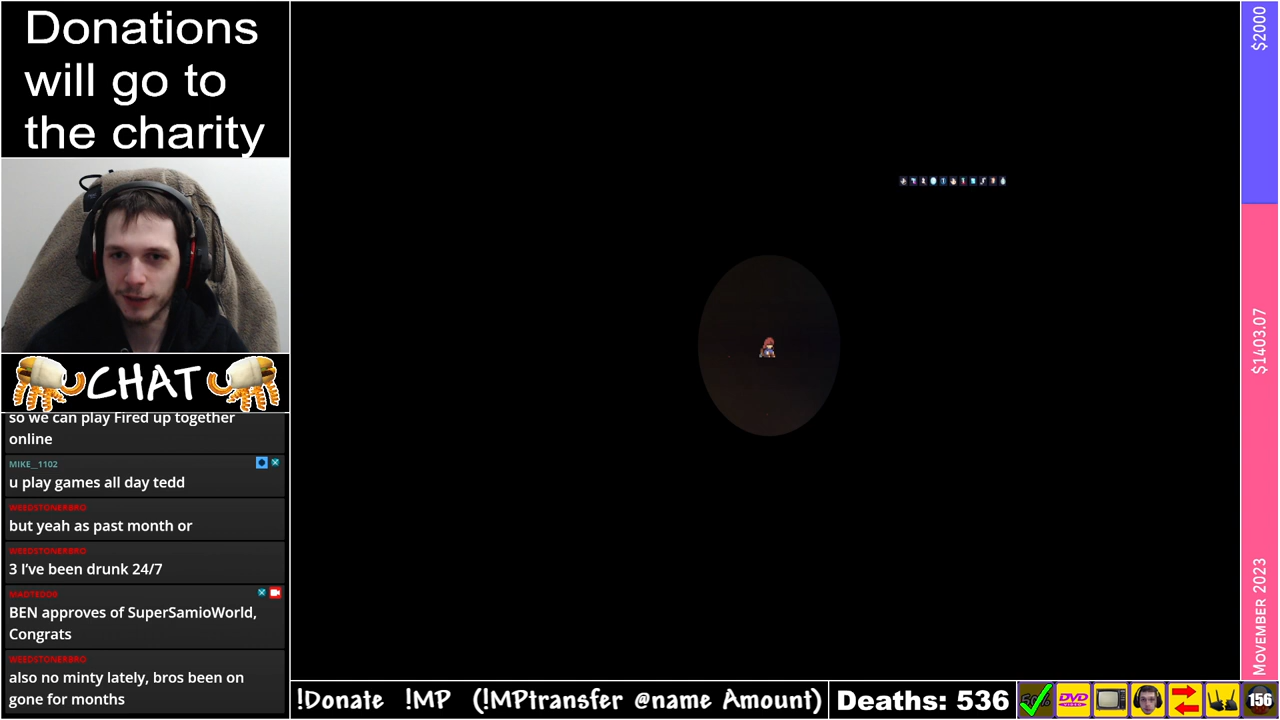 Donations
will go to
the charity
CHAT
so we can play Fired up together
online
MIKE__1102
u play games all day tedd
WEEDSTONERBRO
but yeah as past month or
WEEDSTONERBRO
3 I’ve been drunk 24/7
MADTEDDG
BEN approves of SuperSamioWorld,
Congrats
WEEDSTONERBRO
also no minty lately, bros been on
gone for months
!Donate !MP (!MPtransfer @name Amount)
Deaths: 536
DVD
VIDEO
156
$2000
$1403.07
MOVEMBER 2023